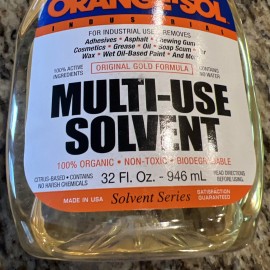 ORANGE-SOL
INDUSTRIAL
FOR INDUSTRIAL USE - REMOVES
Adhesives • Asphalt • Chewing Gum
Cosmetics • Grease • Oil • Soap Scum
Wax • Wet Oil-Based Paint • And More
100% ACTIVE
INGREDIENTS
ORIGINAL GOLD FORMULA
CONTAINS
NO WATER
MULTI-USE
SOLVENT
100% ORGANIC • NON-TOXIC • BIODEGRADABLE
CITRUS-BASED • CONTAINS
NO HARSH CHEMICALS
32 Fl. Oz. - 946 mL
READ DIRECTIONS
BEFORE USING.
MADE IN USA
Solvent Series
SATISFACTION
GUARANTEED